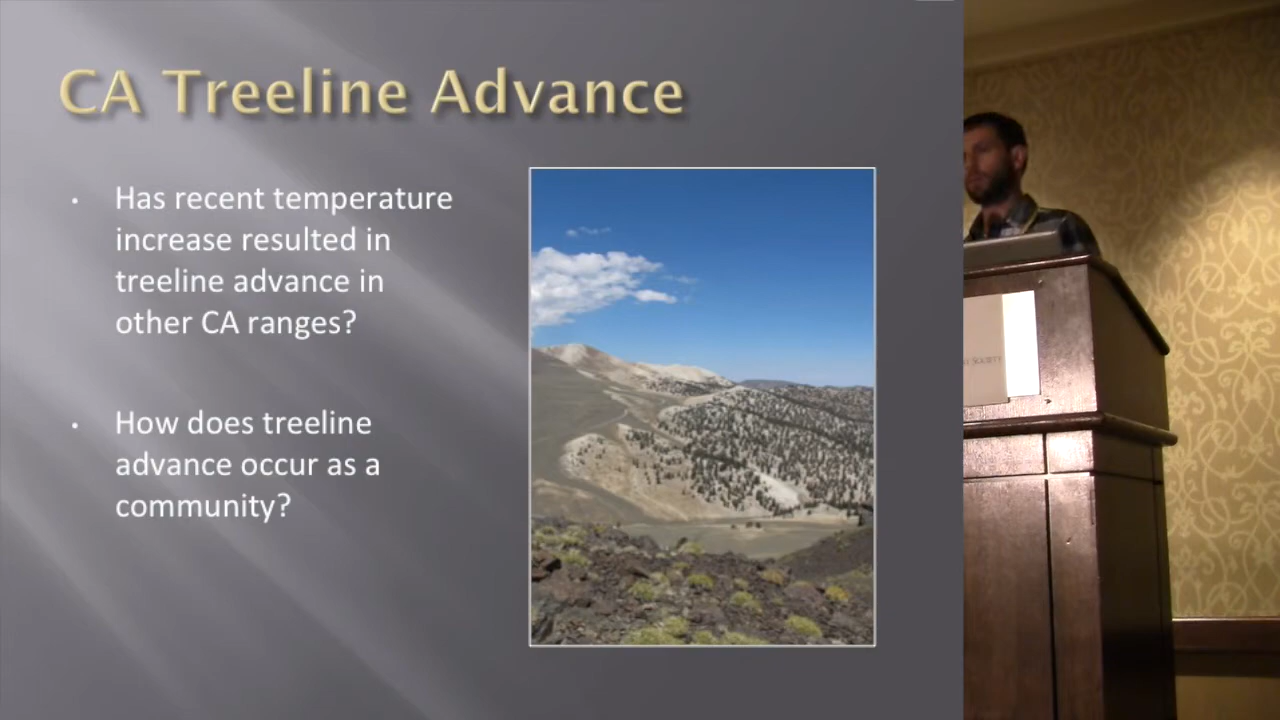 CA Treeline Advance
• Has recent temperature
increase resulted in
treeline advance in
other CA ranges?
• How does treeline
advance occur as a
community?
SOCIETY